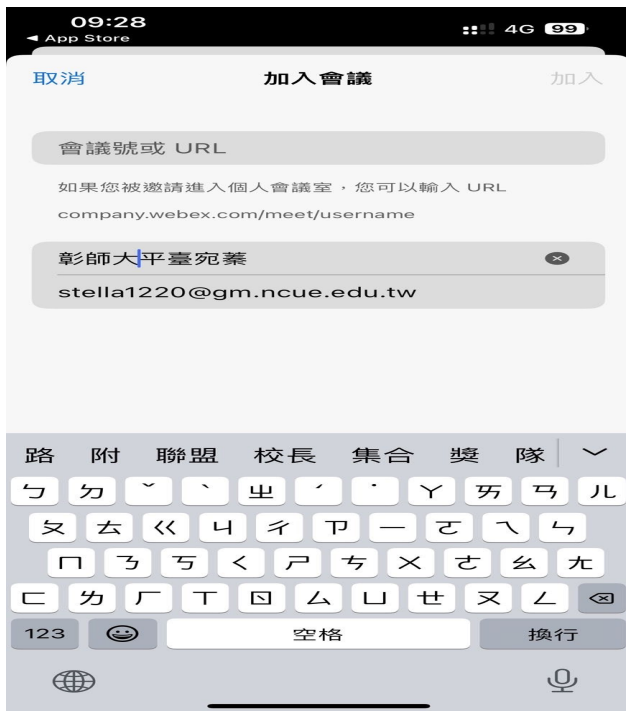 09:28
◀ App Store
4G 99
取消 加入會議 加入
會議號或 URL
如果您被邀請進入個人會議室，您可以輸入 URL
company.webex.com/meet/username
彰師大平臺宛蓁
stella1220@gm.ncue.edu.tw
路 附 聯盟 校長 集合 獎 隊
ㄅ ㄉ ˇ ˋ ㄓ ˊ ˙ ㄚ ㄞ ㄢ ㄦ
ㄆ ㄊ ㄍ ㄐ ㄔ ㄗ ㄧ ㄛ ㄟ ㄣ
ㄇ ㄋ ㄎ ㄑ ㄕ ㄘ ㄨ ㄜ ㄠ ㄤ
ㄈ ㄌ ㄏ ㄒ ㄖ ㄙ ㄩ ㄝ ㄡ ㄥ
123 空格 換行